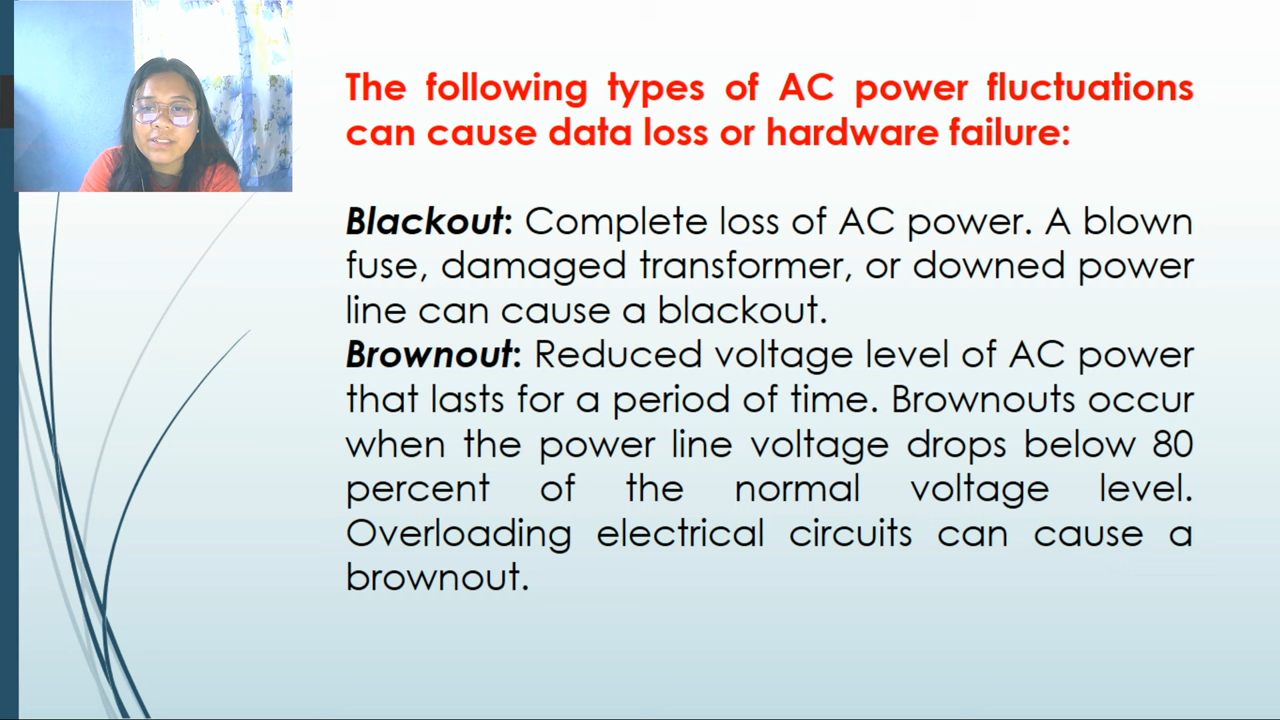 The following types of AC power fluctuations
can cause data loss or hardware failure:
Blackout: Complete loss of AC power. A blown
fuse, damaged transformer, or downed power
line can cause a blackout.
Brownout: Reduced voltage level of AC power
that lasts for a period of time. Brownouts occur
when the power line voltage drops below 80
percent of the normal voltage level.
Overloading electrical circuits can cause a
brownout.